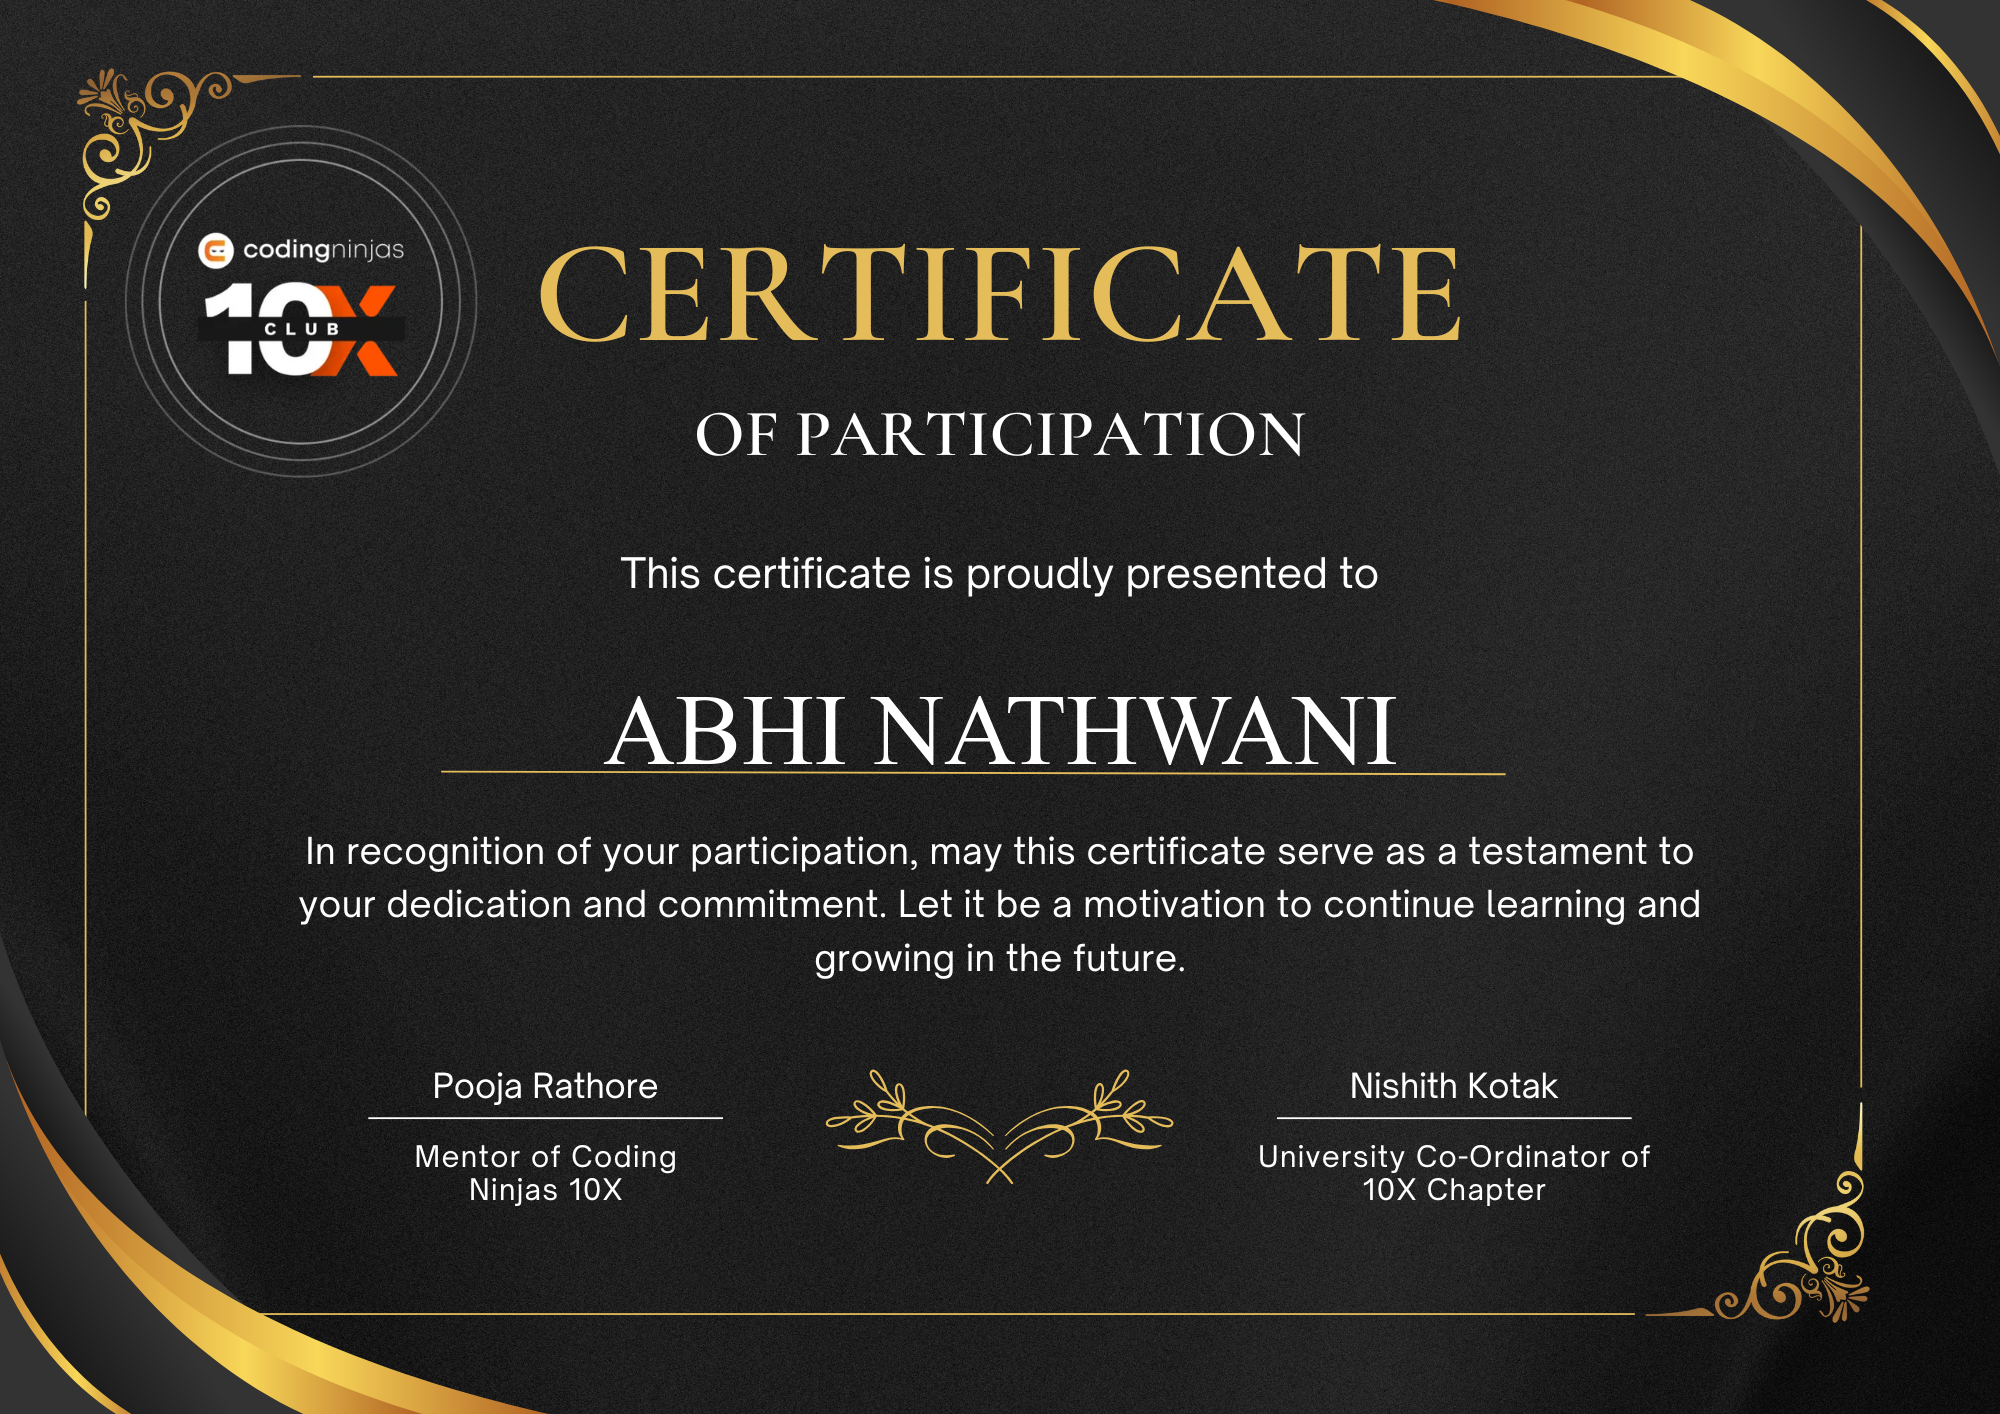 codingninjas
10X
CLUB
CERTIFICATE
OF PARTICIPATION
This certificate is proudly presented to
ABHI NATHWANI
In recognition of your participation, may this certificate serve as a testament to
your dedication and commitment. Let it be a motivation to continue learning and
growing in the future.
Pooja Rathore
Mentor of Coding
Ninjas 10X
Nishith Kotak
University Co-Ordinator of
10X Chapter